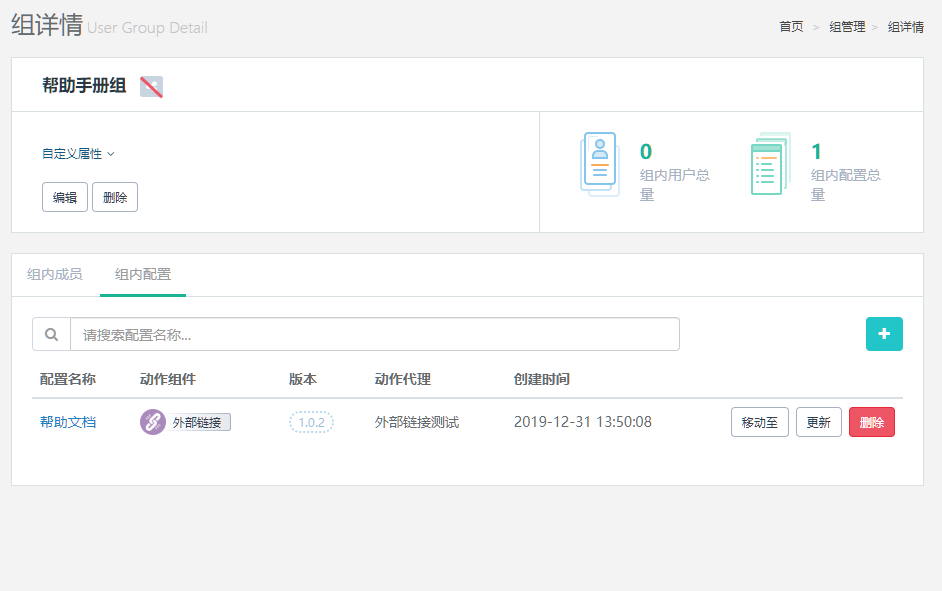 组详情 User Group Detail
首页 > 组管理 > 组详情
帮助手册组
自定义属性
编辑 删除
0
组内用户总
量
1
组内配置总
量
组内成员 组内配置
请搜索配置名称...
配置名称 动作组件 版本 动作代理 创建时间
帮助文档 外部链接 1.0.2 外部链接测试 2019-12-31 13:50:08 移动至 更新 删除